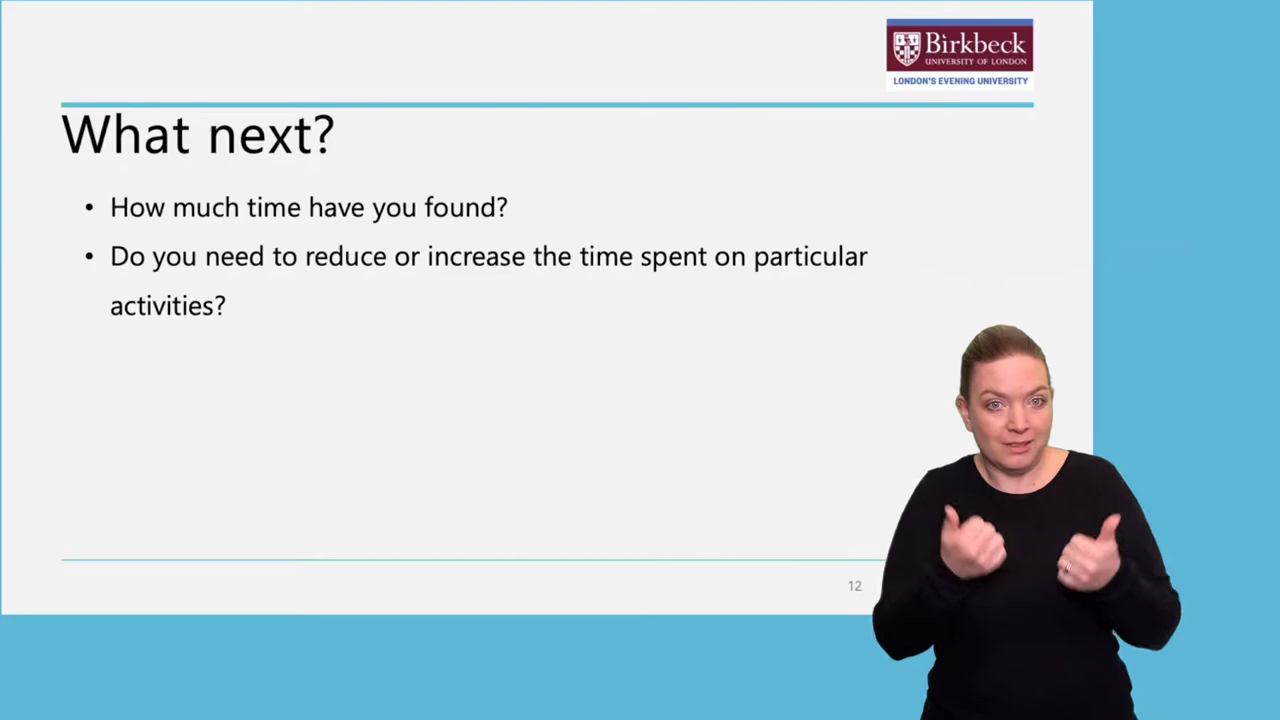 Birkbeck
UNIVERSITY OF LONDON
LONDON'S EVENING UNIVERSITY
What next?
• How much time have you found?
• Do you need to reduce or increase the time spent on particular
activities?
12